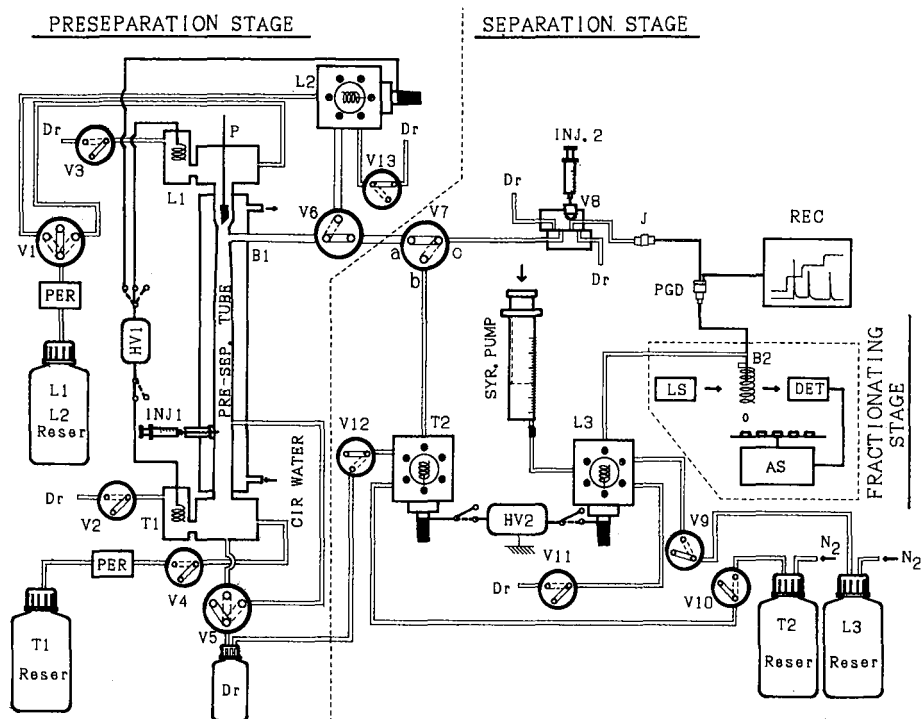 PRESEPARATION STAGE
SEPARATION STAGE
L2
Dr
P
Dr
INJ.2
V3
V13
Dr
V8
L1
V6
V7
J
REC
V1
B1
a
c
Dr
b
PGD
PER
PRE-SEP. TUBE
SYR.PUMP
HV1
B2
L1
L2
Reser
LS
DET
INJ1
V12
T2
L3
AS
FRACTIONATING
STAGE
CIR WATER
Dr
V2
T1
HV2
V9
N2
N2
PER
V4
V11
Dr
V10
V5
T1
Reser
Dr
T2
Reser
L3
Reser